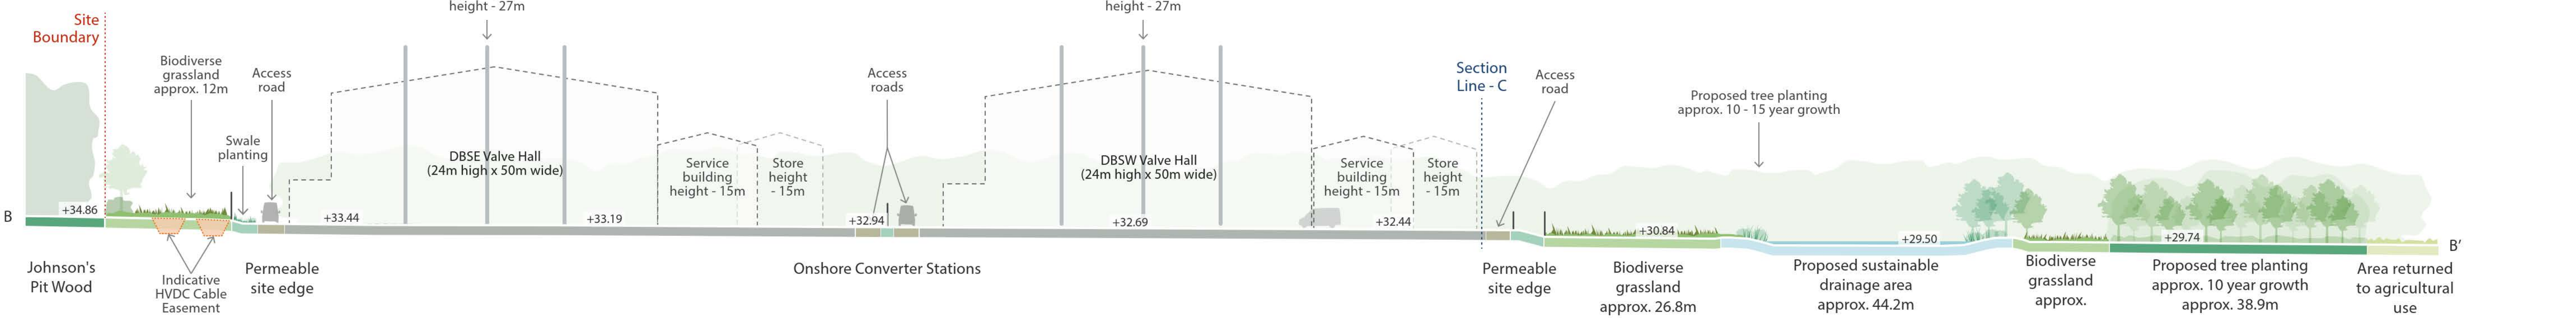 height - 27m
height - 27m
Site
Boundary
Biodiverse
grassland
approx. 12m
Access
road
Swale
planting
DBSE Valve Hall
(24m high x 50m wide)
Service
building
height - 15m
Store
height
- 15m
Access
roads
DBSW Valve Hall
(24m high x 50m wide)
Service
building
height - 15m
Store
height
- 15m
Section
Line - C
Access
road
Proposed tree planting
approx. 10 - 15 year growth
B
+34.86
+33.44
+33.19
+32.94
+32.69
+32.44
+30.84
+29.50
+29.74
B’
Johnson's
Pit Wood
Indicative
HVDC Cable
Easement
Permeable
site edge
Onshore Converter Stations
Permeable
site edge
Biodiverse
grassland
approx. 26.8m
Proposed sustainable
drainage area
approx. 44.2m
Biodiverse
grassland
approx.
Proposed tree planting
approx. 10 year growth
approx. 38.9m
Area returned
to agricultural
use